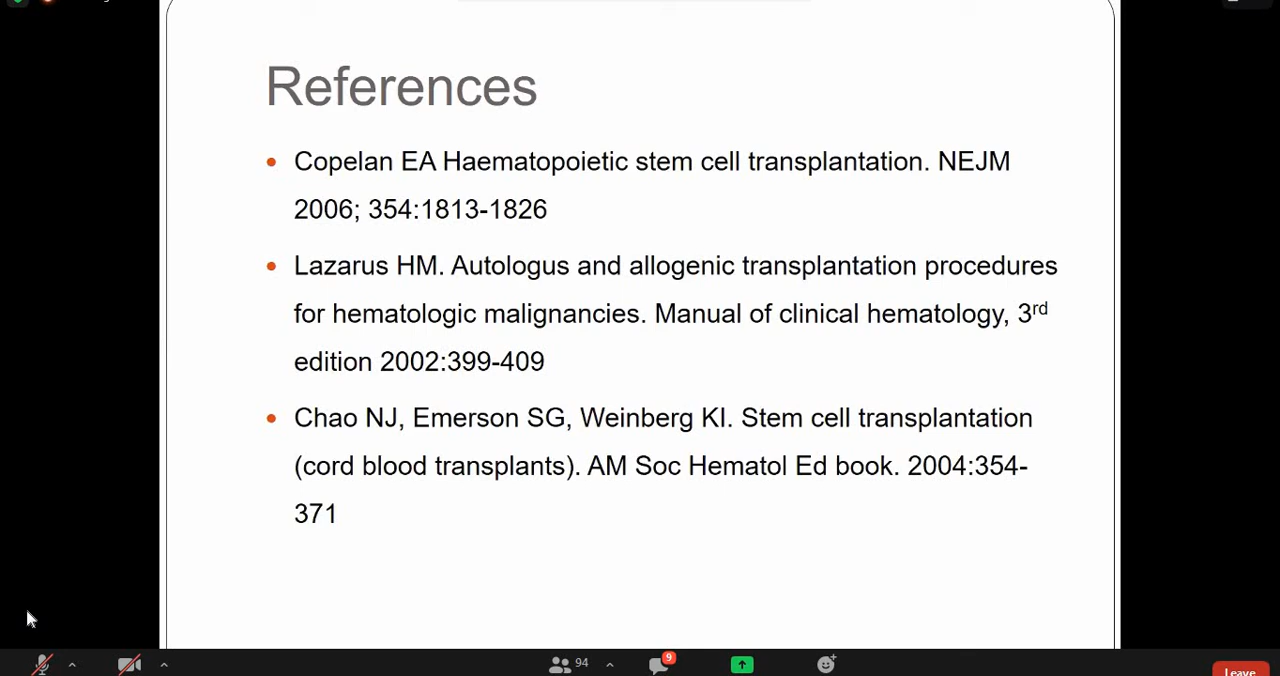 References
• Copelan EA Haematopoietic stem cell transplantation. NEJM
2006; 354:1813-1826
• Lazarus HM. Autologus and allogenic transplantation procedures
for hematologic malignancies. Manual of clinical hematology, 3rd
edition 2002:399-409
• Chao NJ, Emerson SG, Weinberg KI. Stem cell transplantation
(cord blood transplants). AM Soc Hematol Ed book. 2004:354-
371
94
9
Leave